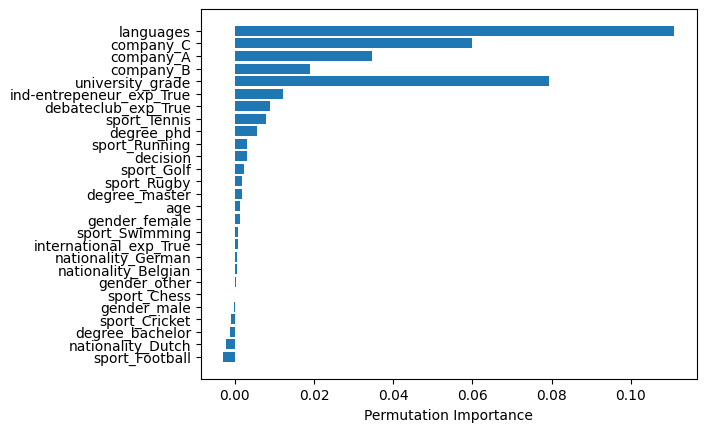 languages
company_C
company_A
company_B
university_grade
ind-entrepeneur_exp_True
debateclub_exp_True
sport_Tennis
degree_phd
sport_Running
decision
sport_Golf
sport_Rugby
degree_master
age
gender_female
sport_Swimming
international_exp_True
nationality_German
nationality_Belgian
gender_other
sport_Chess
gender_male
sport_Cricket
degree_bachelor
nationality_Dutch
sport_Football
0.00 0.02 0.04 0.06 0.08 0.10
Permutation Importance